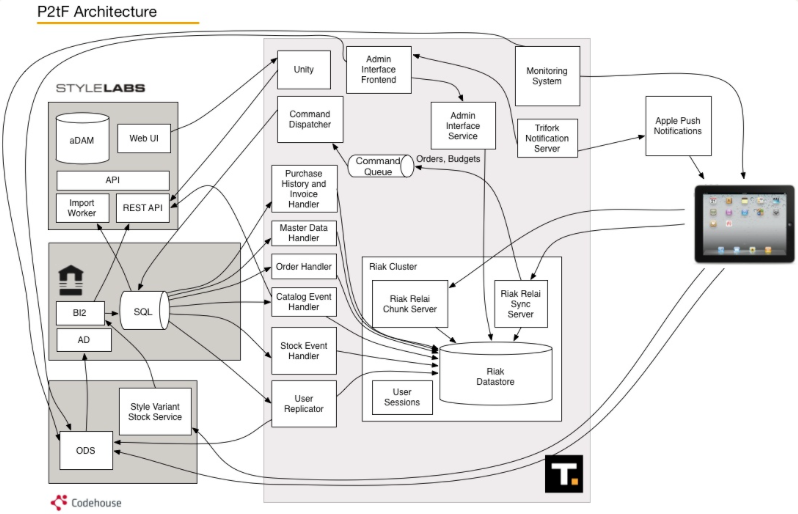 P2tF Architecture
STYLELABS
aDAM
Web UI
API
Import
Worker
REST API
BI2
SQL
AD
Style Variant
Stock Service
ODS
Codehouse
Unity
Admin
Interface
Frontend
Monitoring
System
Command
Dispatcher
Admin
Interface
Service
Trifork
Notification
Server
Apple Push
Notifications
Command
Queue
Orders, Budgets
Purchase
History and
Invoice
Handler
Master Data
Handler
Order Handler
Catalog Event
Handler
Stock Event
Handler
User
Replicator
Riak Cluster
Riak Relai
Chunk Server
Riak Relai
Sync
Server
Riak
Datastore
User
Sessions
T.